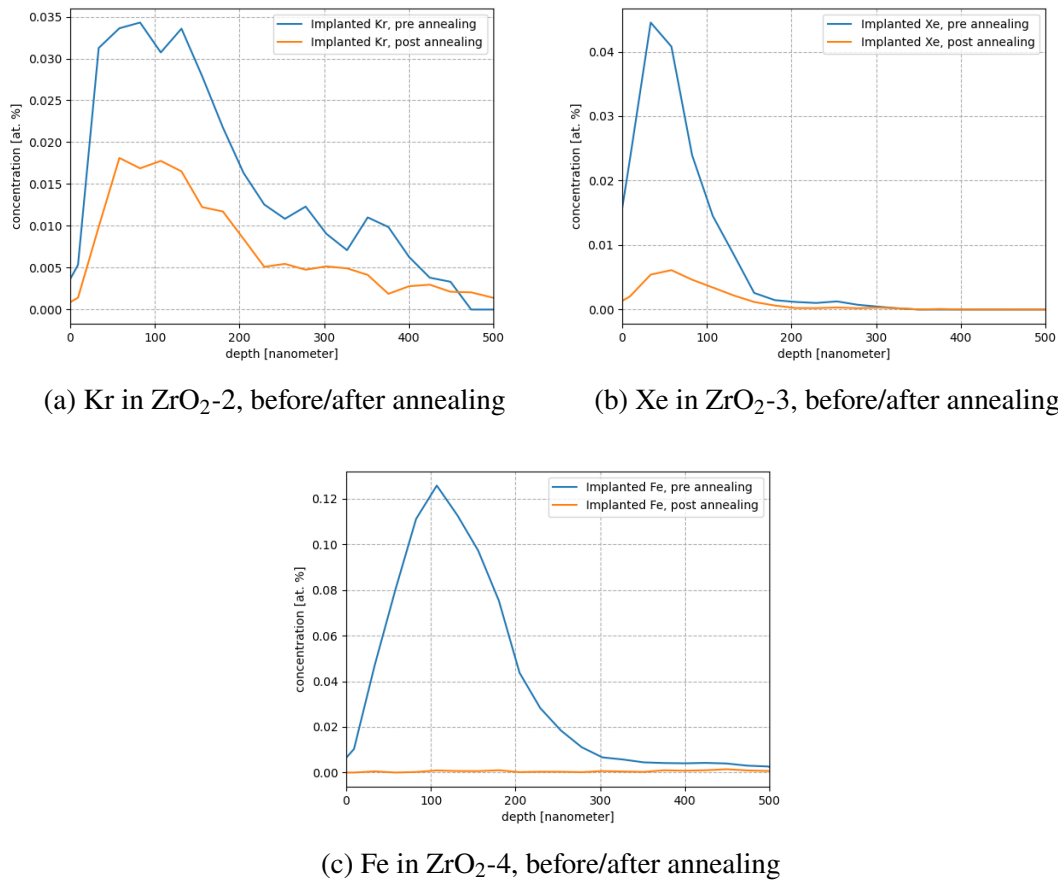 0.035
0.030
0.025
0.020
0.015
0.010
0.005
0.000
concentration [at. %]
Implanted Kr, pre annealing
Implanted Kr, post annealing
0 100 200 300 400 500
depth [nanometer]
(a) Kr in ZrO₂-2, before/after annealing
0.04
0.03
0.02
0.01
0.00
concentration [at. %]
Implanted Xe, pre annealing
Implanted Xe, post annealing
0 100 200 300 400 500
depth [nanometer]
(b) Xe in ZrO₂-3, before/after annealing
0.12
0.10
0.08
0.06
0.04
0.02
0.00
concentration [at. %]
Implanted Fe, pre annealing
Implanted Fe, post annealing
0 100 200 300 400 500
depth [nanometer]
(c) Fe in ZrO₂-4, before/after annealing